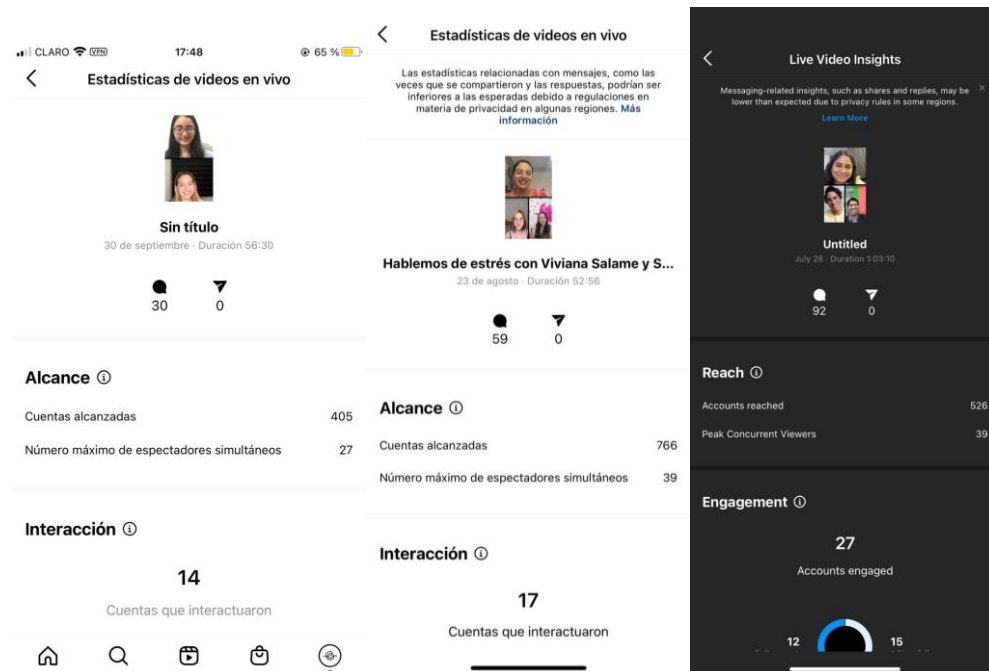 CLARO VPN 17:48 65 %
Estadísticas de videos en vivo
Sin título
30 de septiembre · Duración 56:30
30 0
Alcance
Cuentas alcanzadas 405
Número máximo de espectadores simultáneos 27
Interacción
14
Cuentas que interactuaron
Estadísticas de videos en vivo
Las estadísticas relacionadas con mensajes, como las
veces que se compartieron y las respuestas, podrían ser
inferiores a las esperadas debido a regulaciones en
materia de privacidad en algunas regiones. Más
información
Hablemos de estrés con Viviana Salame y S...
23 de agosto · Duración 52:56
59 0
Alcance
Cuentas alcanzadas 766
Número máximo de espectadores simultáneos 39
Interacción
17
Cuentas que interactuaron
Live Video Insights
Messaging-related insights, such as shares and replies, may be
lower than expected due to privacy rules in some regions.
Learn More
Untitled
July 28 · Duration 1:03:10
92 0
Reach
Accounts reached 526
Peak Concurrent Viewers 39
Engagement
27
Accounts engaged
12 15